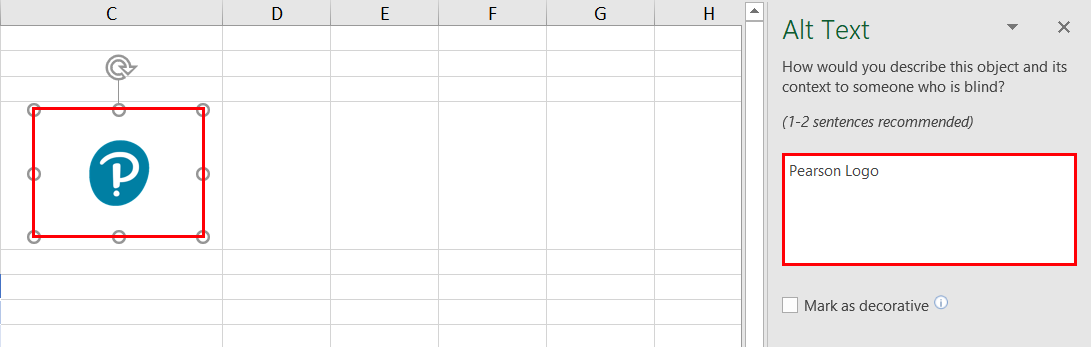 C D E F G H
Alt Text
How would you describe this object and its
context to someone who is blind?
(1-2 sentences recommended)
Pearson Logo
Mark as decorative